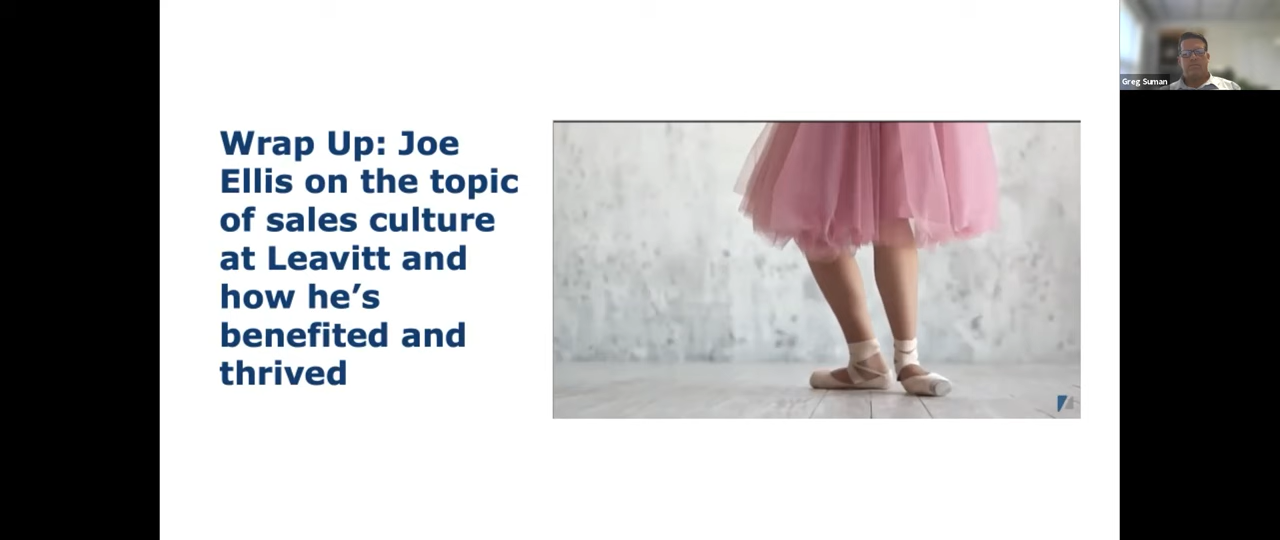 Wrap Up: Joe
Ellis on the topic
of sales culture
at Leavitt and
how he’s
benefited and
thrived
Greg Suman